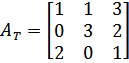 A_T = [1 1 3
0 3 2
2 0 1]